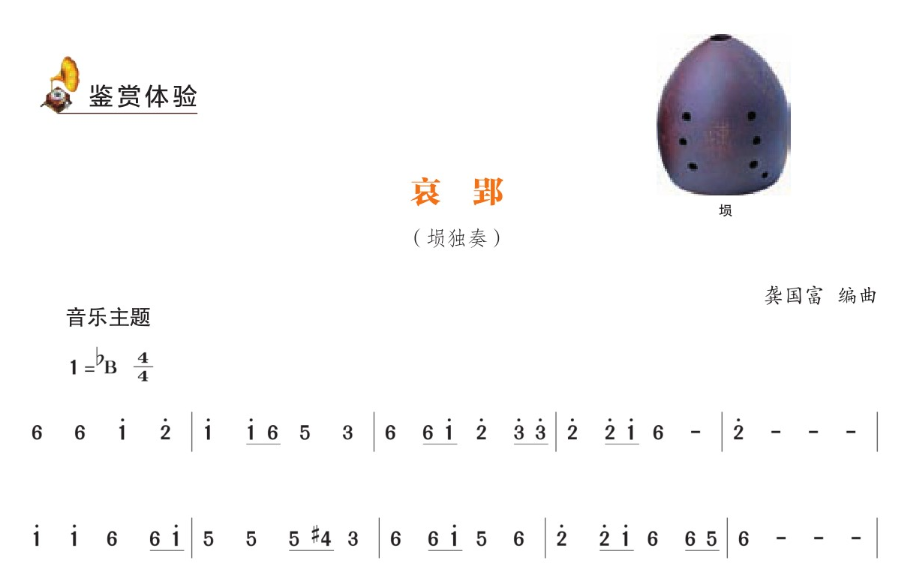 鉴赏体验
哀 郢
埙
（埙独奏）
龚国富 编曲
音乐主题
1=♭B 4/4
6 6 i̇ 2̇ | i̇ i̇6 5 3 | 6 6i̇ 2̇ 3̇3̇ | 2̇ 2̇i̇ 6 - | 2̇ - - - |
i̇ i̇ 6 6i̇ | 5 5 5♯4 3 | 6 6i̇ 5 6 | 2̇ 2̇i̇ 6 65 | 6 - - - |